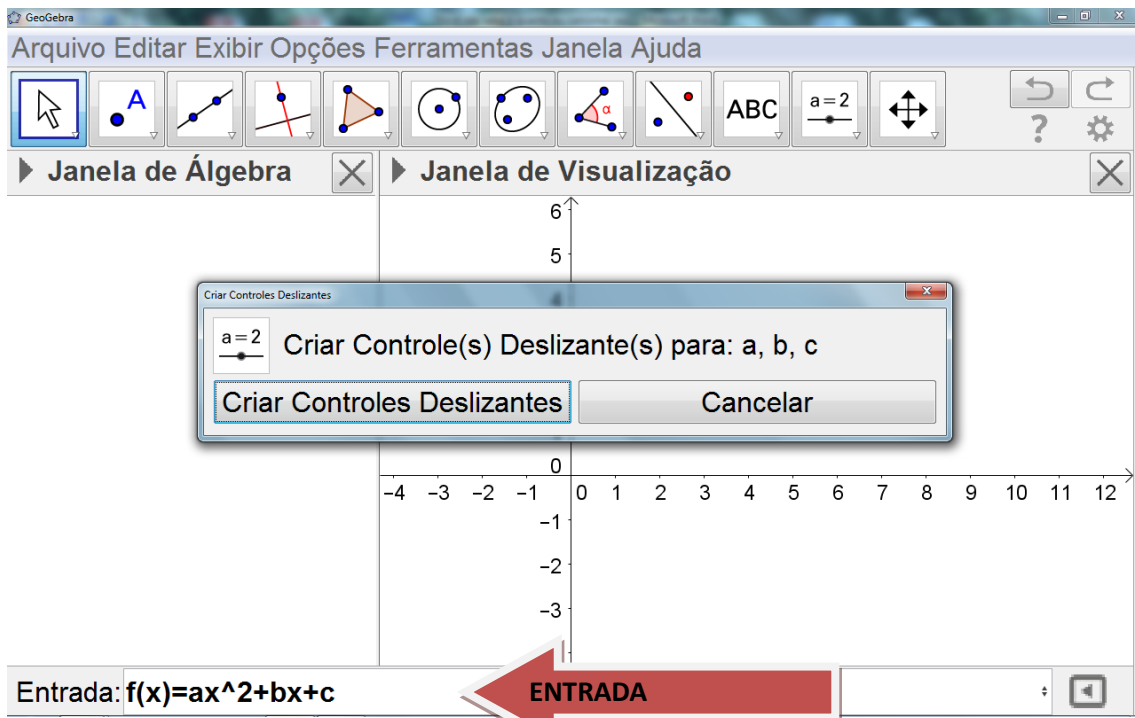 GeoGebra
Arquivo Editar Exibir Opções Ferramentas Janela Ajuda
A
α
ABC
a = 2
?
Janela de Álgebra
Janela de Visualização
6
5
4
Criar Controles Deslizantes
a = 2
Criar Controle(s) Deslizante(s) para: a, b, c
Criar Controles Deslizantes
Cancelar
0
−4 −3 −2 −1 0 1 2 3 4 5 6 7 8 9 10 11 12
−1
−2
−3
Entrada: f(x)=ax^2+bx+c
ENTRADA